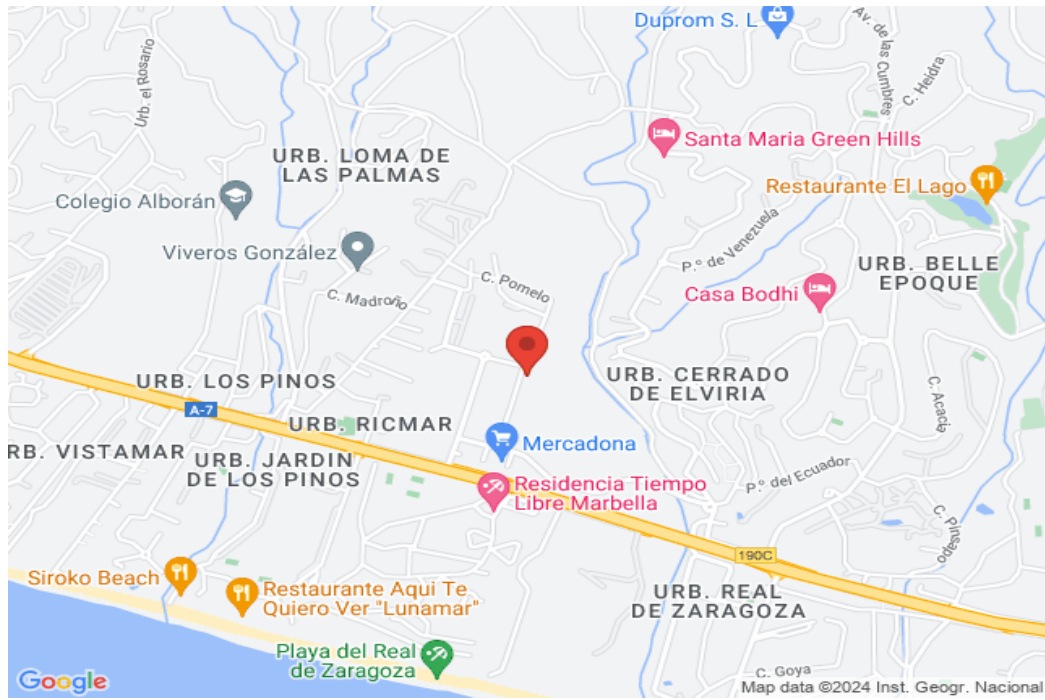 Duprom S. L
Av. de las Cumbres
C. Heidra
Urb. el Rosario
Santa Maria Green Hills
URB. LOMA DE
LAS PALMAS
Restaurante El Lago
Colegio Alborán
P.º de Venezuela
Viveros González
URB. BELLE
EPOQUE
C. Pomelo
Casa Bodhi
C. Madroño
URB. LOS PINOS
URB. CERRADO
DE ELVIRIA
C. Acacia
A-7
URB. RICMAR
Mercadona
RB. VISTAMAR
URB. JARDIN
DE LOS PINOS
P.º del Ecuador
Residencia Tiempo
Libre Marbella
C. Pinsapo
190C
Siroko Beach
Restaurante Aqui Te
Quiero Ver "Lunamar"
URB. REAL
DE ZARAGOZA
Playa del Real
de Zaragoza
C. Goya
Google
Map data ©2024 Inst. Geogr. Nacional